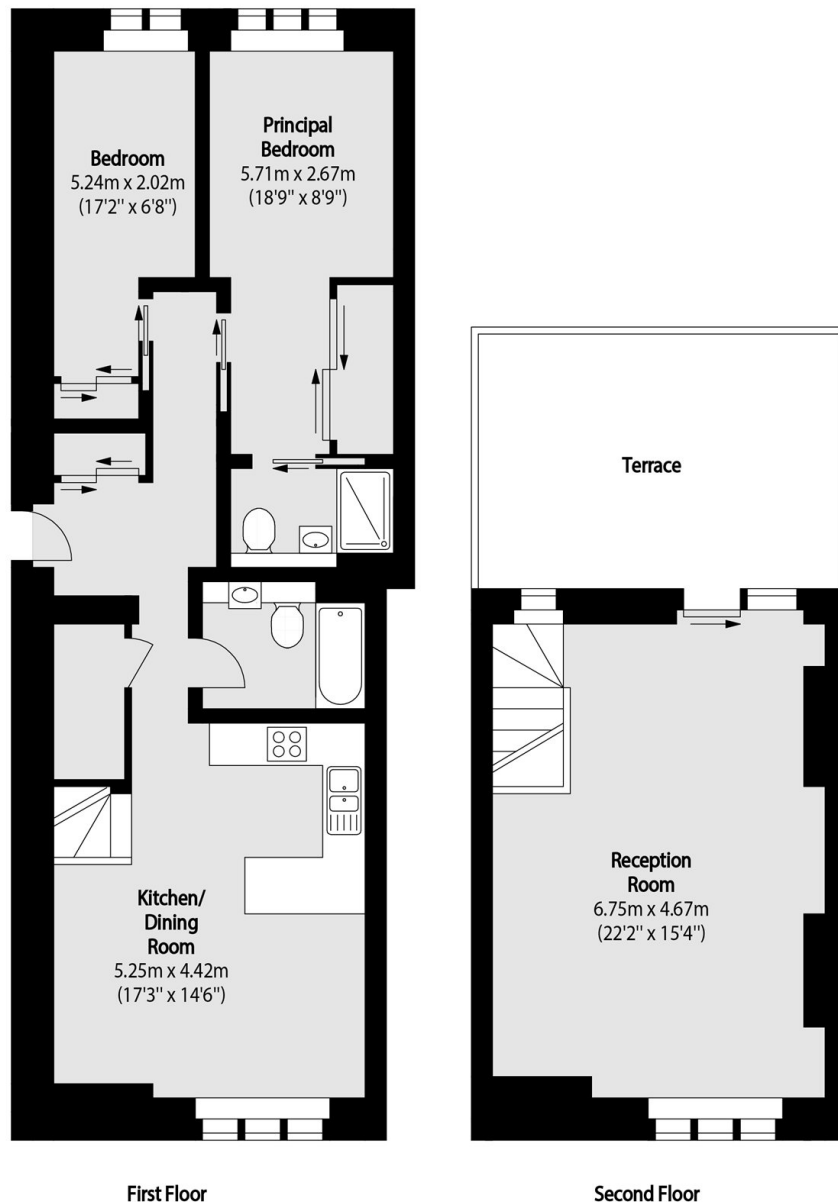 Bedroom
5.24m x 2.02m
(17'2" x 6'8")
Principal
Bedroom
5.71m x 2.67m
(18'9" x 8'9")
Terrace
Kitchen/
Dining
Room
5.25m x 4.42m
(17'3" x 14'6")
Reception
Room
6.75m x 4.67m
(22'2" x 15'4")
First Floor
Second Floor